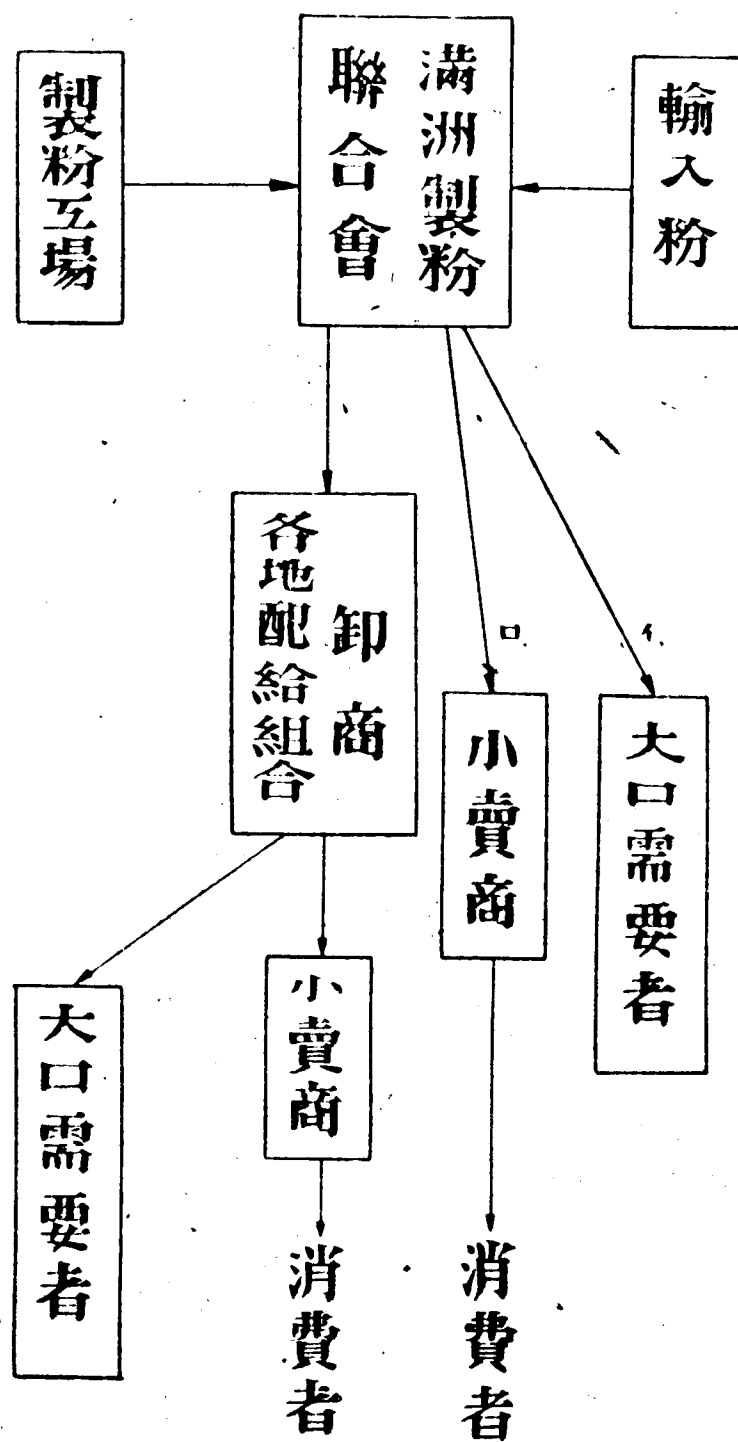 輸入粉
滿洲製粉
聯合會
製粉工場
イ
ロ
大口需要者
小賣商
卸商
各地配給組合
消費者
小賣商
消費者
大口需要者